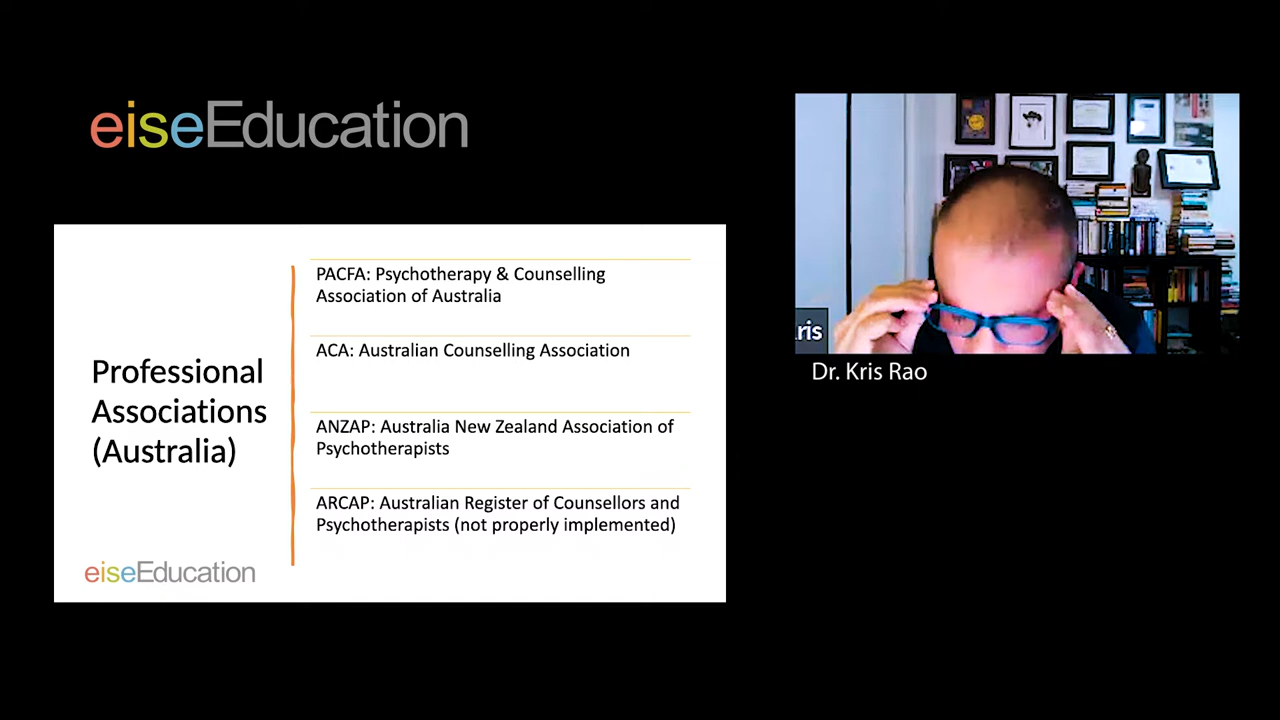 eiseEducation
Professional
Associations
(Australia)
PACFA: Psychotherapy & Counselling
Association of Australia
ACA: Australian Counselling Association
ANZAP: Australia New Zealand Association of
Psychotherapists
ARCAP: Australian Register of Counsellors and
Psychotherapists (not properly implemented)
eiseEducation
ris
Dr. Kris Rao